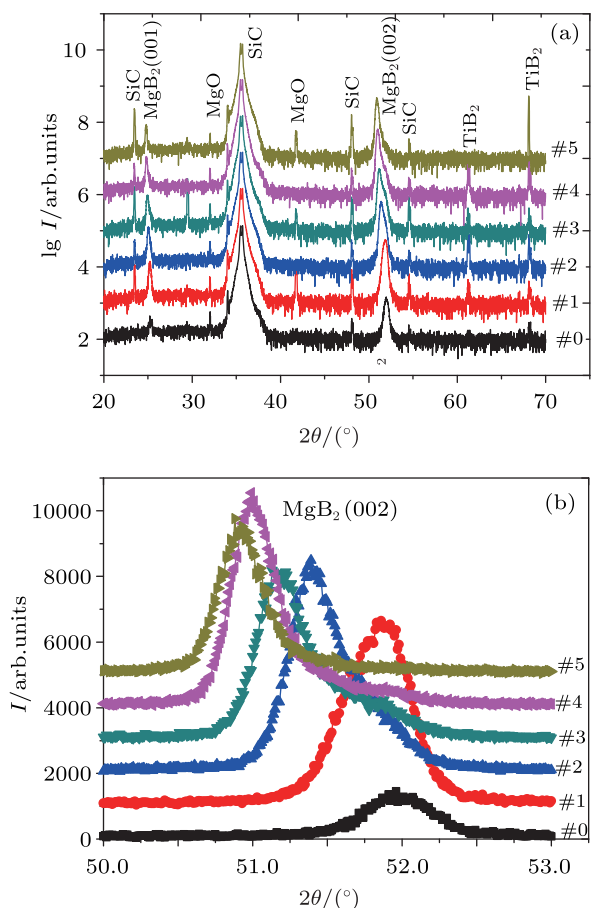 (a)
SiC
MgB₂(001)
MgO
SiC
MgO
SiC
MgB₂(002)
SiC
TiB₂
TiB₂
10
8
6
4
2
lg I/arb.units
#5
#4
#3
#2
#1
#0
2
20 30 40 50 60 70
2θ/(°)
(b)
MgB₂(002)
10000
8000
6000
4000
2000
0
I/arb.units
#5
#4
#3
#2
#1
#0
50.0 51.0 52.0 53.0
2θ/(°)